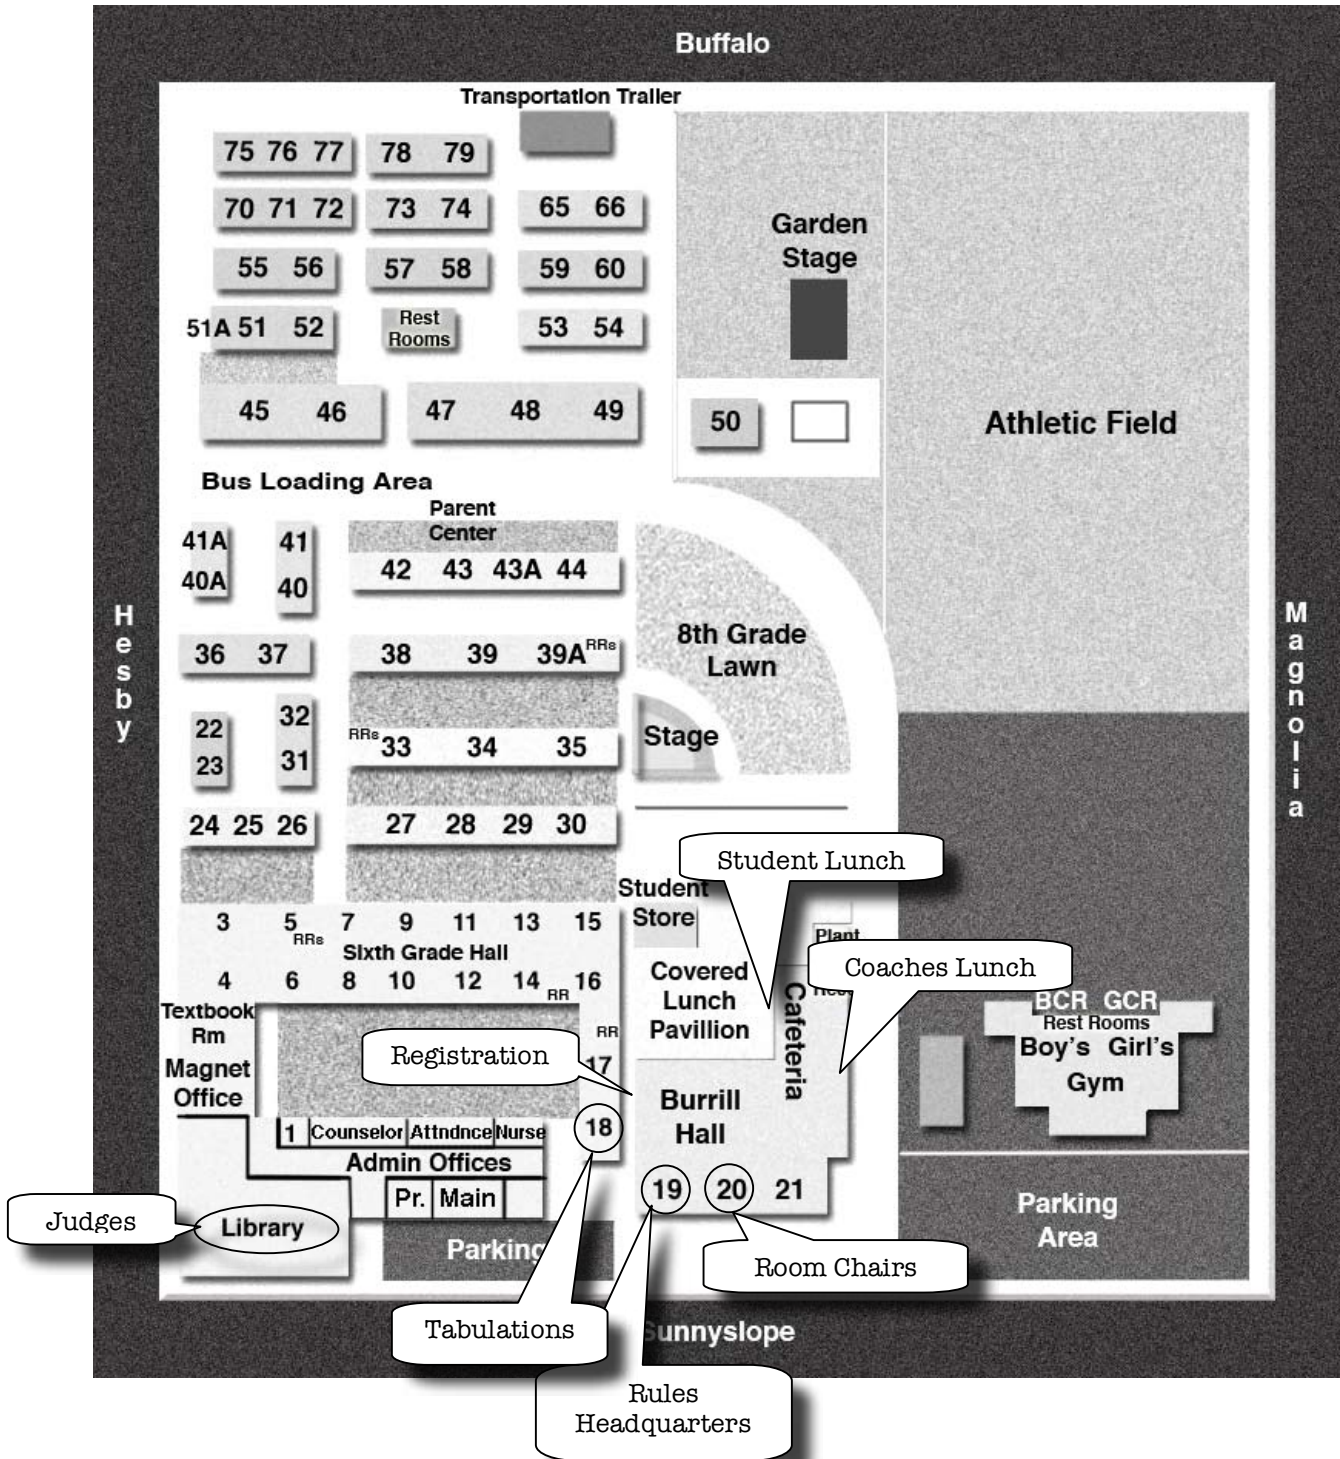 Buffalo
Transportation Trailer
75 76 77 78 79
70 71 72 73 74 65 66
Garden
Stage
55 56 57 58 59 60
51A 51 52 Rest
Rooms
53 54
45 46 47 48 49 50
Athletic Field
Bus Loading Area
Parent
Center
41A 41
40A 40
42 43 43A 44
Hesby
Magnolia
8th Grade
Lawn
36 37 38 39 39A RRs
22 32
23 31
RRs 33 34 35
Stage
24 25 26 27 28 29 30
Student Lunch
Student
Store
3 5 7 9 11 13 15
RRs
Sixth Grade Hall
4 6 8 10 12 14 RR 16
Plant
Coaches Lunch
Covered
Lunch
Pavillion
Cafeteria
Textbook
Rm
Magnet
Office
RR
17
Registration
BCR GCR
Rest Rooms
Boy's Girl's
Gym
Burrill
Hall
1 Counselor Attndnce Nurse
18
Admin Offices
Pr. Main
19 20 21
Parking
Area
Judges
Library
Parking
Room Chairs
Tabulations
Sunnyslope
Rules
Headquarters